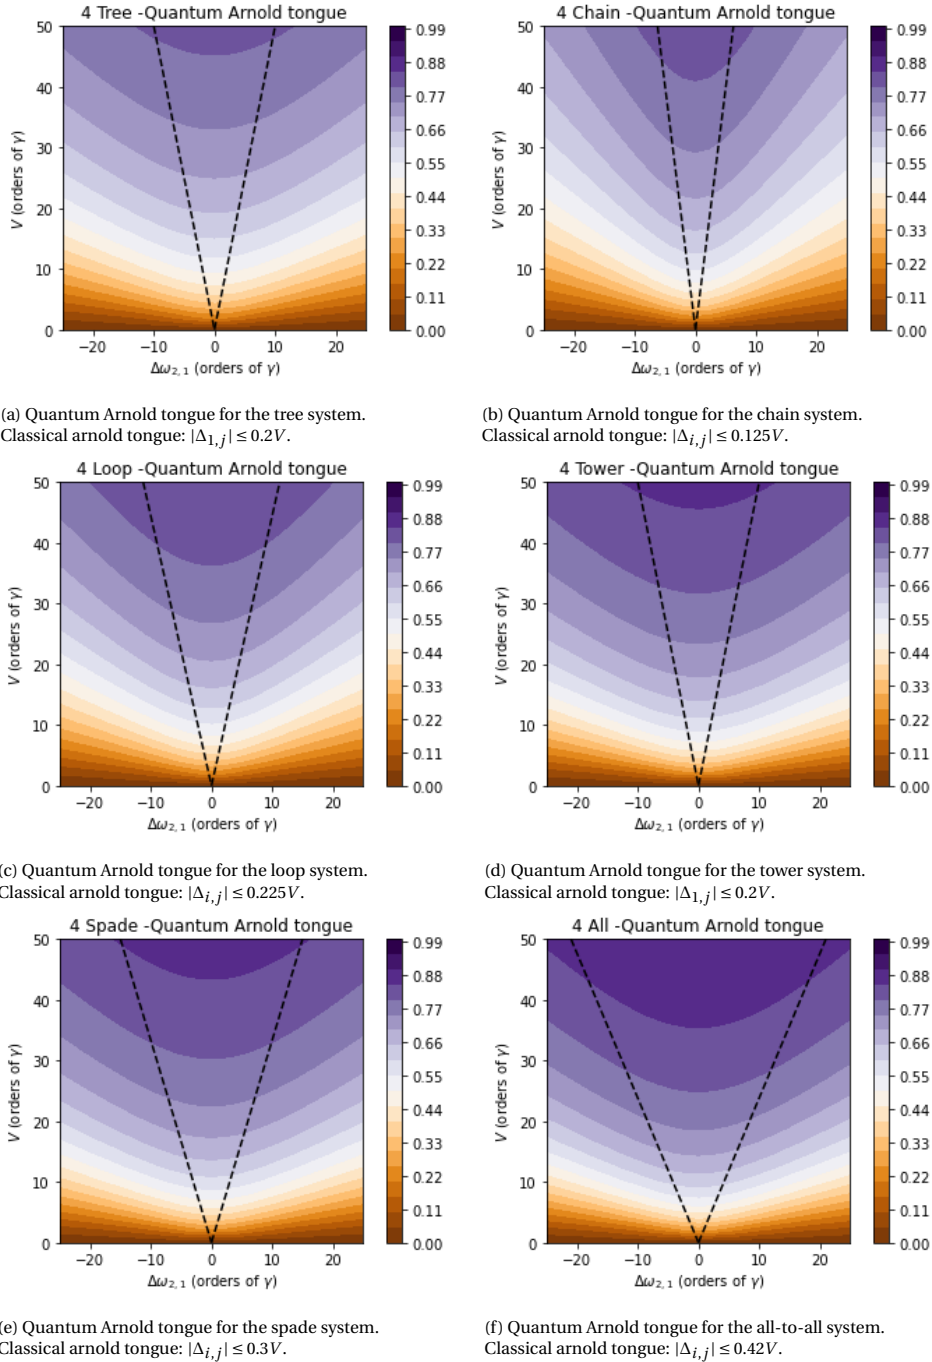 4 Tree -Quantum Arnold tongue
50
40
30
20
10
0
−20 −10 0 10 20
V (orders of γ)
Δω2, 1 (orders of γ)
0.99
0.88
0.77
0.66
0.55
0.44
0.33
0.22
0.11
0.00
(a) Quantum Arnold tongue for the tree system.
Classical arnold tongue: |Δ1,j| ≤ 0.2V.
4 Chain -Quantum Arnold tongue
50
40
30
20
10
0
−20 −10 0 10 20
V (orders of γ)
Δω2, 1 (orders of γ)
0.99
0.88
0.77
0.66
0.55
0.44
0.33
0.22
0.11
0.00
(b) Quantum Arnold tongue for the chain system.
Classical arnold tongue: |Δi,j| ≤ 0.125V.
4 Loop -Quantum Arnold tongue
50
40
30
20
10
0
−20 −10 0 10 20
V (orders of γ)
Δω2, 1 (orders of γ)
0.99
0.88
0.77
0.66
0.55
0.44
0.33
0.22
0.11
0.00
(c) Quantum Arnold tongue for the loop system.
Classical arnold tongue: |Δi,j| ≤ 0.225V.
4 Tower -Quantum Arnold tongue
50
40
30
20
10
0
−20 −10 0 10 20
V (orders of γ)
Δω2, 1 (orders of γ)
0.99
0.88
0.77
0.66
0.55
0.44
0.33
0.22
0.11
0.00
(d) Quantum Arnold tongue for the tower system.
Classical arnold tongue: |Δ1,j| ≤ 0.2V.
4 Spade -Quantum Arnold tongue
50
40
30
20
10
0
−20 −10 0 10 20
V (orders of γ)
Δω2, 1 (orders of γ)
0.99
0.88
0.77
0.66
0.55
0.44
0.33
0.22
0.11
0.00
(e) Quantum Arnold tongue for the spade system.
Classical arnold tongue: |Δi,j| ≤ 0.3V.
4 All -Quantum Arnold tongue
50
40
30
20
10
0
−20 −10 0 10 20
V (orders of γ)
Δω2, 1 (orders of γ)
0.99
0.88
0.77
0.66
0.55
0.44
0.33
0.22
0.11
0.00
(f) Quantum Arnold tongue for the all-to-all system.
Classical arnold tongue: |Δi,j| ≤ 0.42V.